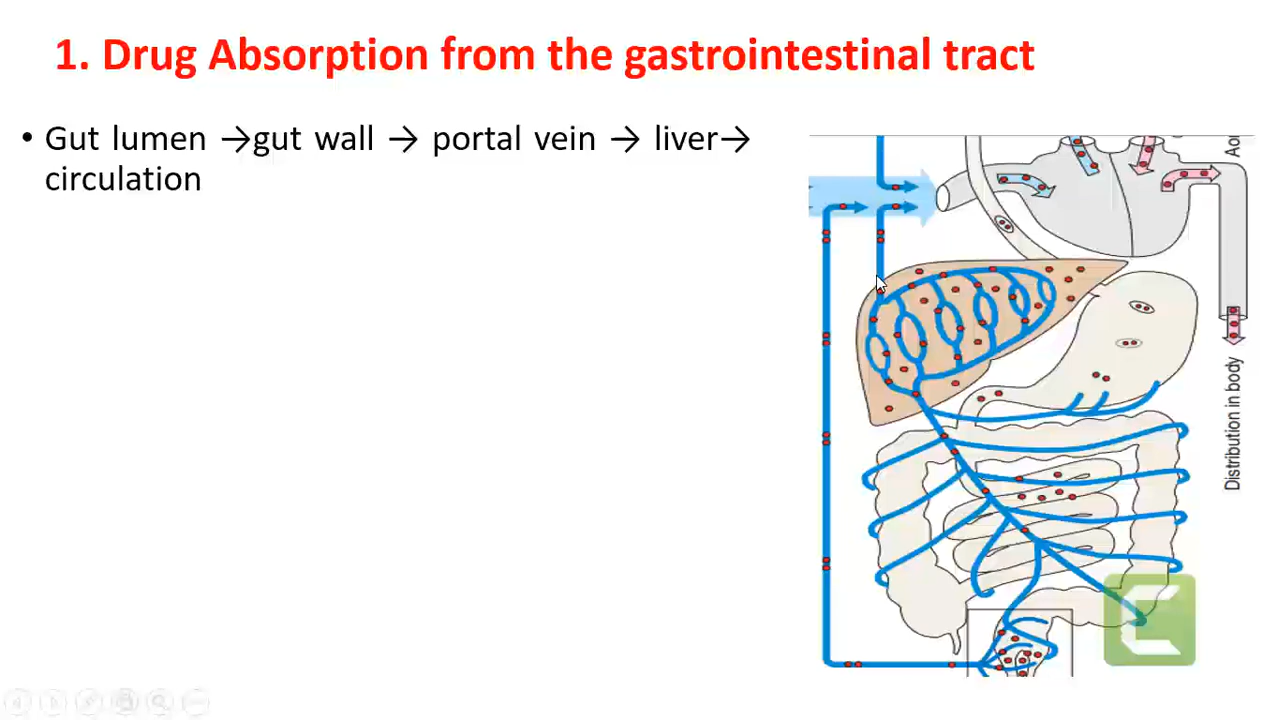 1. Drug Absorption from the gastrointestinal tract
• Gut lumen →gut wall → portal vein → liver→
circulation
Distribution in body